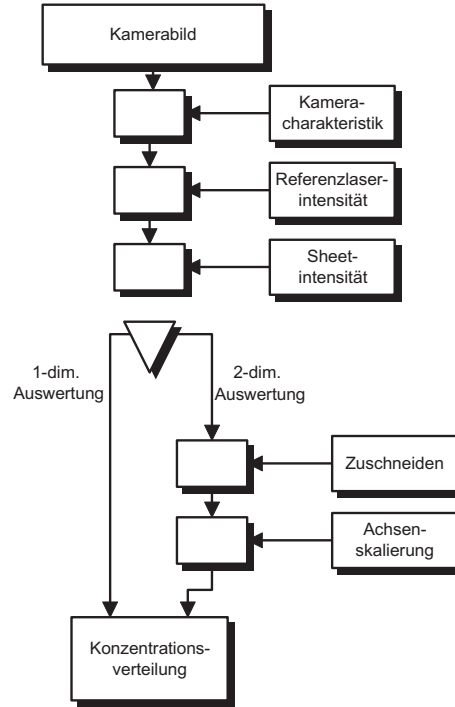 Kamerabild
Kamera-
charakteristik
Referenzlaser-
intensität
Sheet-
intensität
1-dim.
Auswertung
2-dim.
Auswertung
Zuschneiden
Achsen-
skalierung
Konzentrations-
verteilung